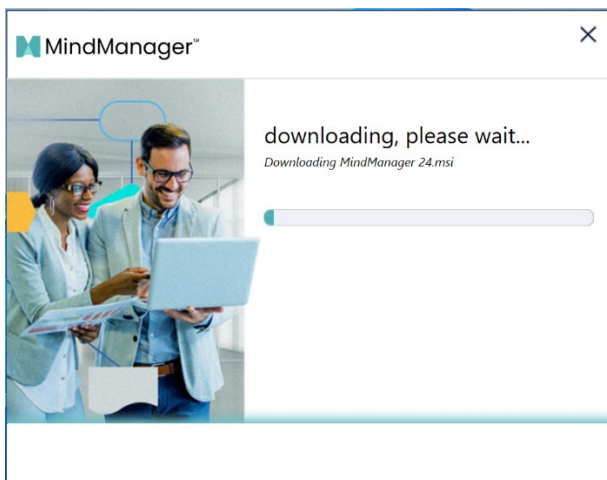 MindManager™
downloading, please wait...
Downloading MindManager 24.msi